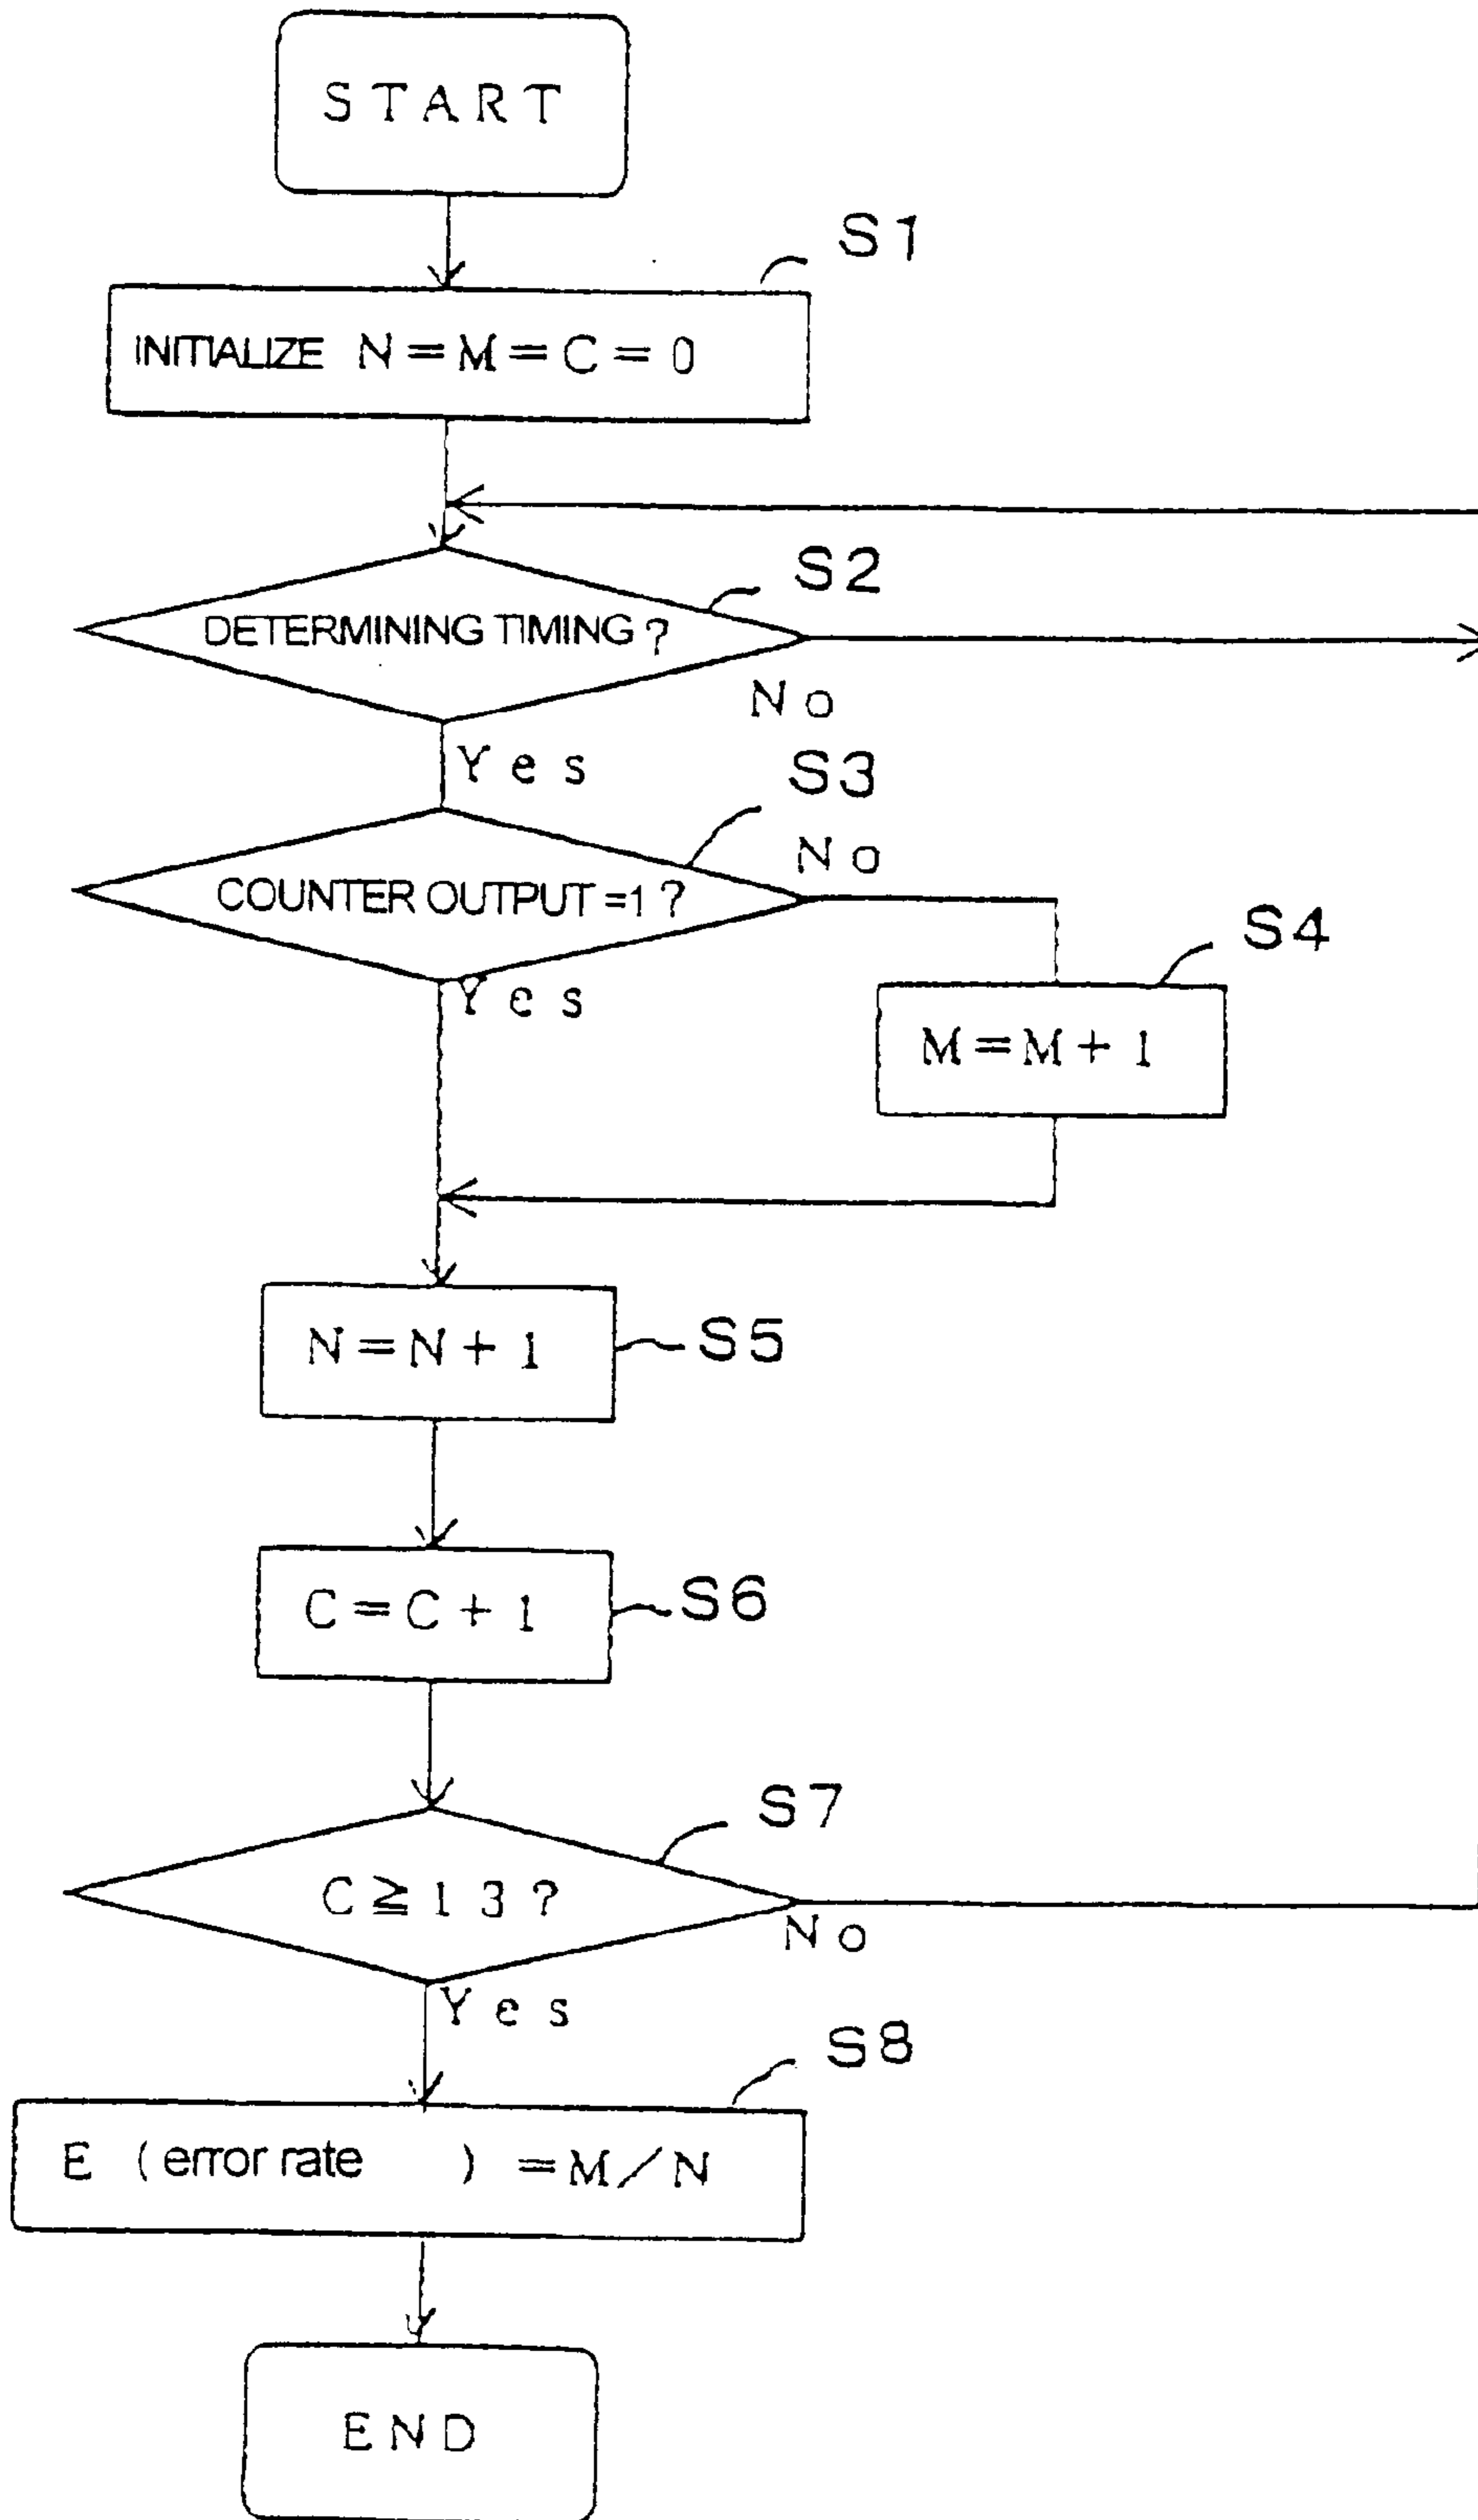 START
S1
INITIALIZE N=M=C=0
S2
DETERMINING TIMING ?
No
Yes
S3
No
COUNTER OUTPUT =1 ?
S4
Yes
M=M+1
N=N+1
S5
C=C+1
S6
S7
C≧13?
No
Yes
S8
E (error rate ) =M/N
END